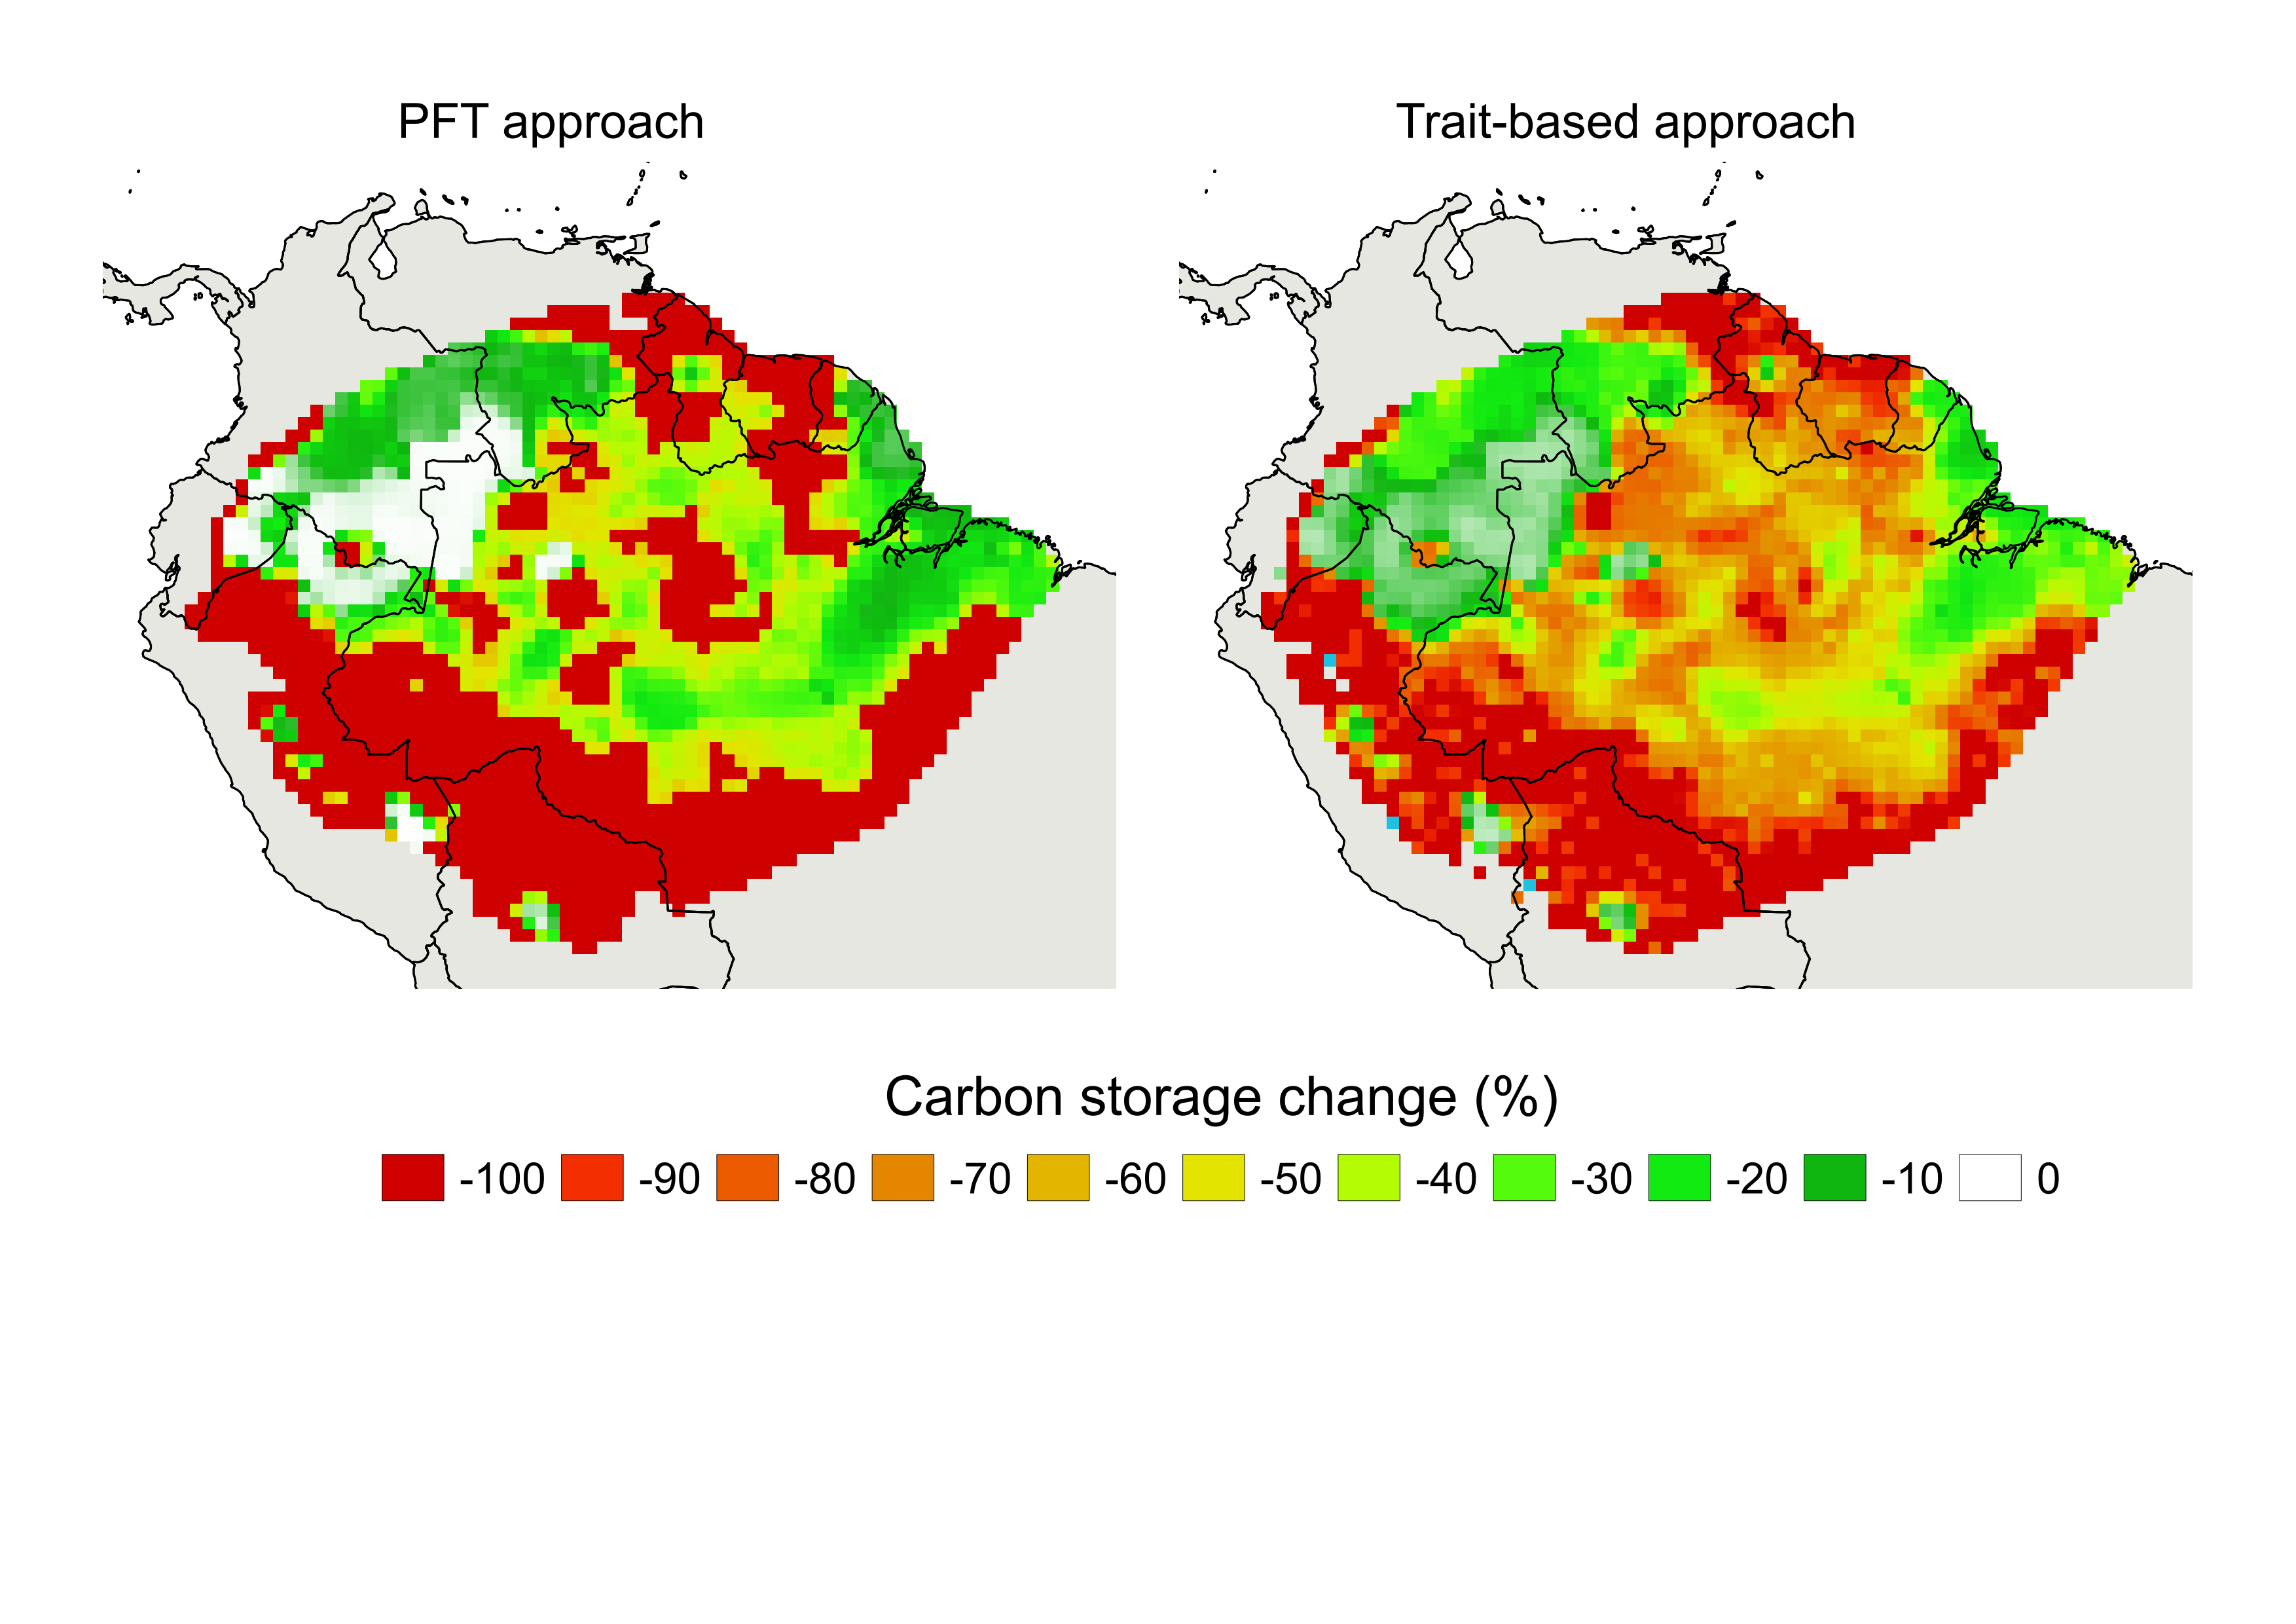 PFT approach
Trait-based approach
Carbon storage change (%)
-100 -90 -80 -70 -60 -50 -40 -30 -20 -10 0